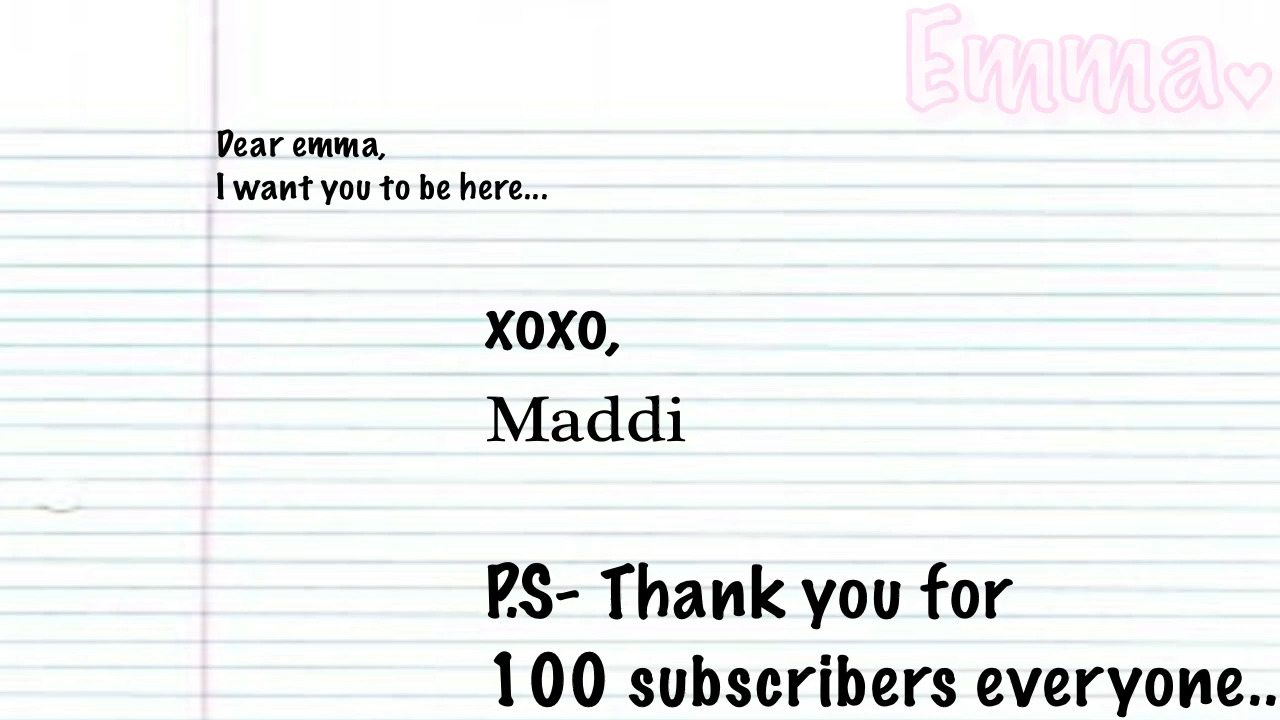 Emma♡
Dear emma,
I want you to be here...
xoxo,
Maddi
P.S- Thank you for
100 subscribers everyone..